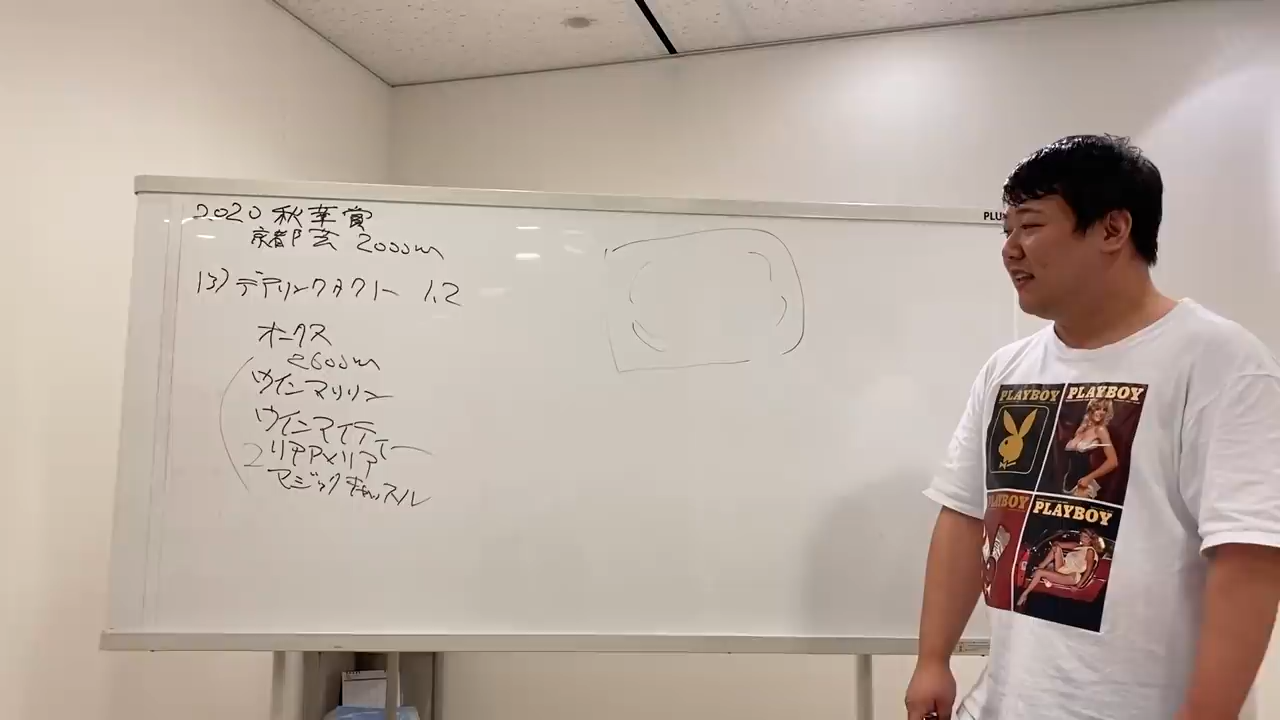 2020 秋華賞
京都芝 2000m
13) デアリングタクト 1.2
オークス
2600m
ウインマリリン
ウインマイティー
リアアメリア
マジックキャッスル
PLU
PLAYBOY
PLAYBOY
PLAYBOY
PLAYBOY